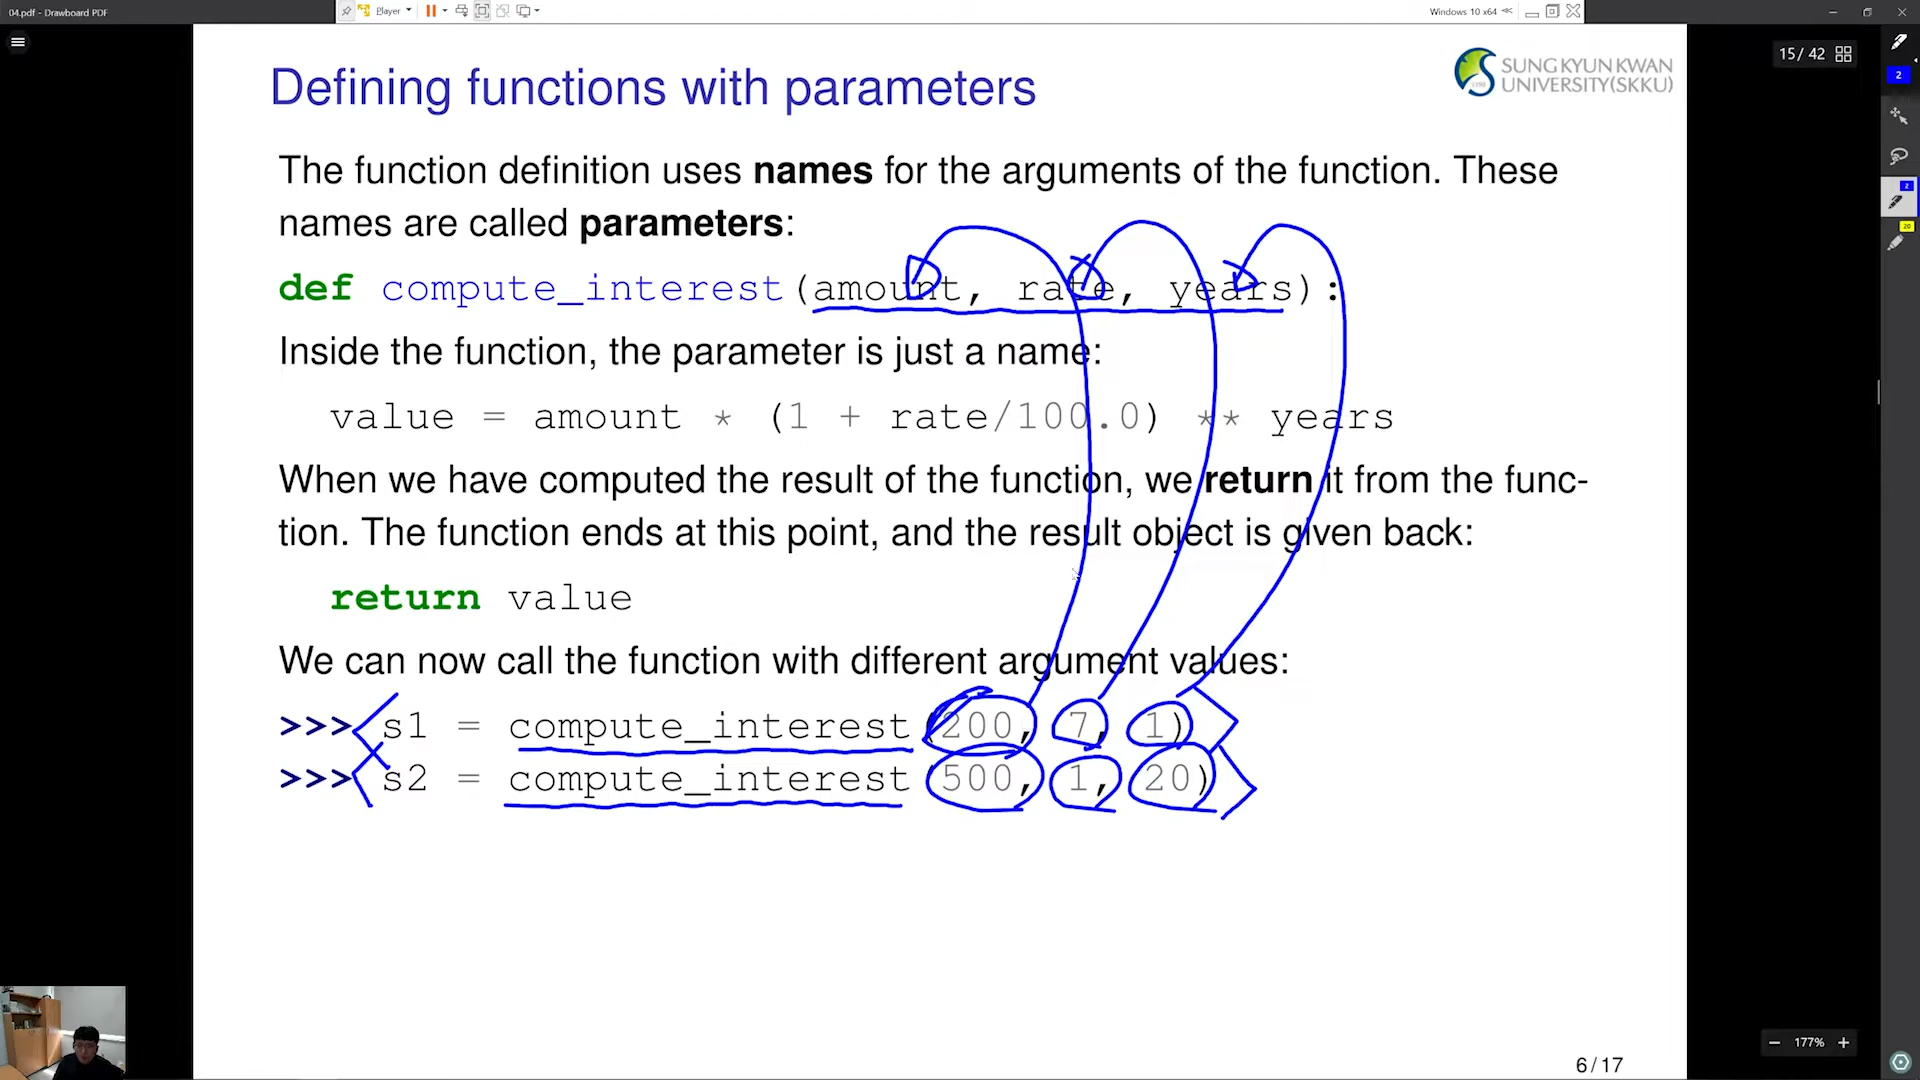 04.pdf - Drawboard PDF
Player
Windows 10 x64
15 / 42
2
2
20
Defining functions with parameters
SUNG KYUN KWAN
UNIVERSITY(SKKU)
The function definition uses names for the arguments of the function. These
names are called parameters:
def compute_interest(amount, rate, years):
Inside the function, the parameter is just a name:
value = amount * (1 + rate/100.0) ** years
When we have computed the result of the function, we return it from the func-
tion. The function ends at this point, and the result object is given back:
return value
We can now call the function with different argument values:
>>> s1 = compute_interest(200, 7, 1)
>>> s2 = compute_interest(500, 1, 20)
177%
6/17